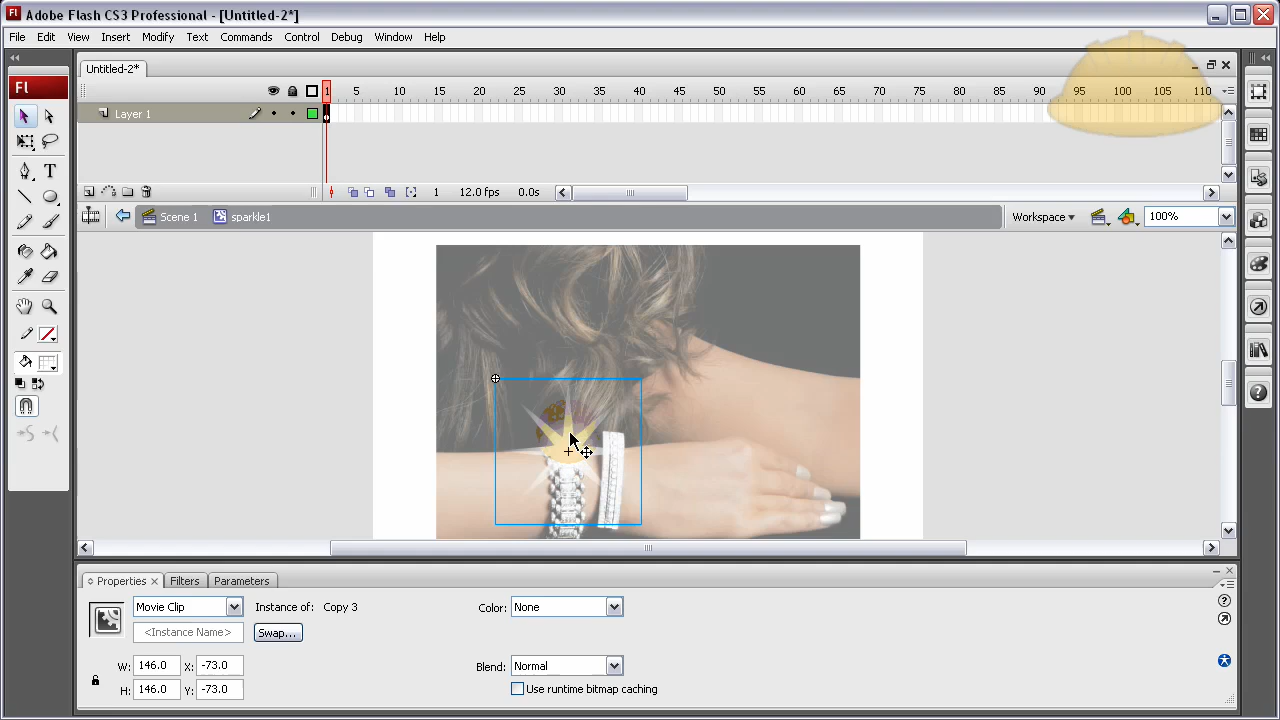 Fl Adobe Flash CS3 Professional - [Untitled-2*]
File Edit View Insert Modify Text Commands Control Debug Window Help
Untitled-2*
Fl
1 5 10 15 20 25 30 35 40 45 50 55 60 65 70 75 80 85 90 95 100 105 110
Layer 1
1 12.0 fps 0.0s
Scene 1 sparkle1 Workspace 100%
Properties Filters Parameters
Movie Clip Instance of: Copy 3 Color: None
<Instance Name> Swap...
W: 146.0 X: -73.0 Blend: Normal
H: 146.0 Y: -73.0 Use runtime bitmap caching